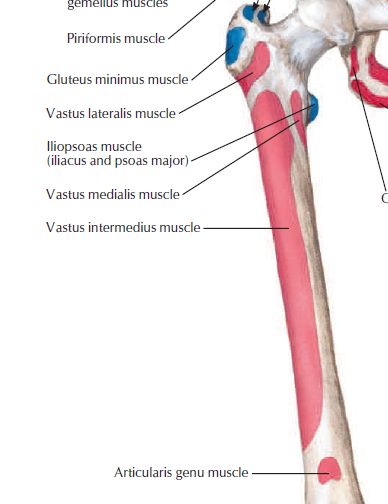 gemellus muscles
Piriformis muscle
Gluteus minimus muscle
Vastus lateralis muscle
Iliopsoas muscle
(iliacus and psoas major)
Vastus medialis muscle
Vastus intermedius muscle
C
Articularis genu muscle